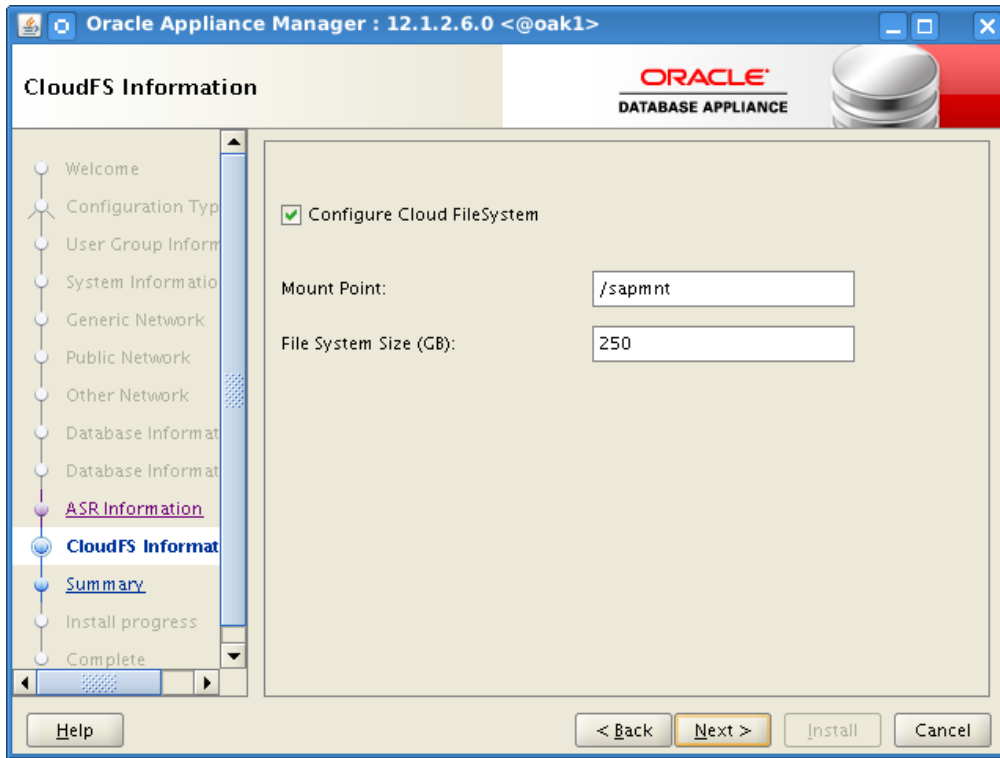 Oracle Appliance Manager : 12.1.2.6.0 <@oak1>
CloudFS Information
ORACLE
DATABASE APPLIANCE
Welcome
Configuration Typ
User Group Inform
System Informatio
Generic Network
Public Network
Other Network
Database Informat
Database Informat
ASR Information
CloudFS Informat
Summary
Install progress
Complete
Configure Cloud FileSystem
Mount Point: /sapmnt
File System Size (GB): 250
Help < Back Next > Install Cancel